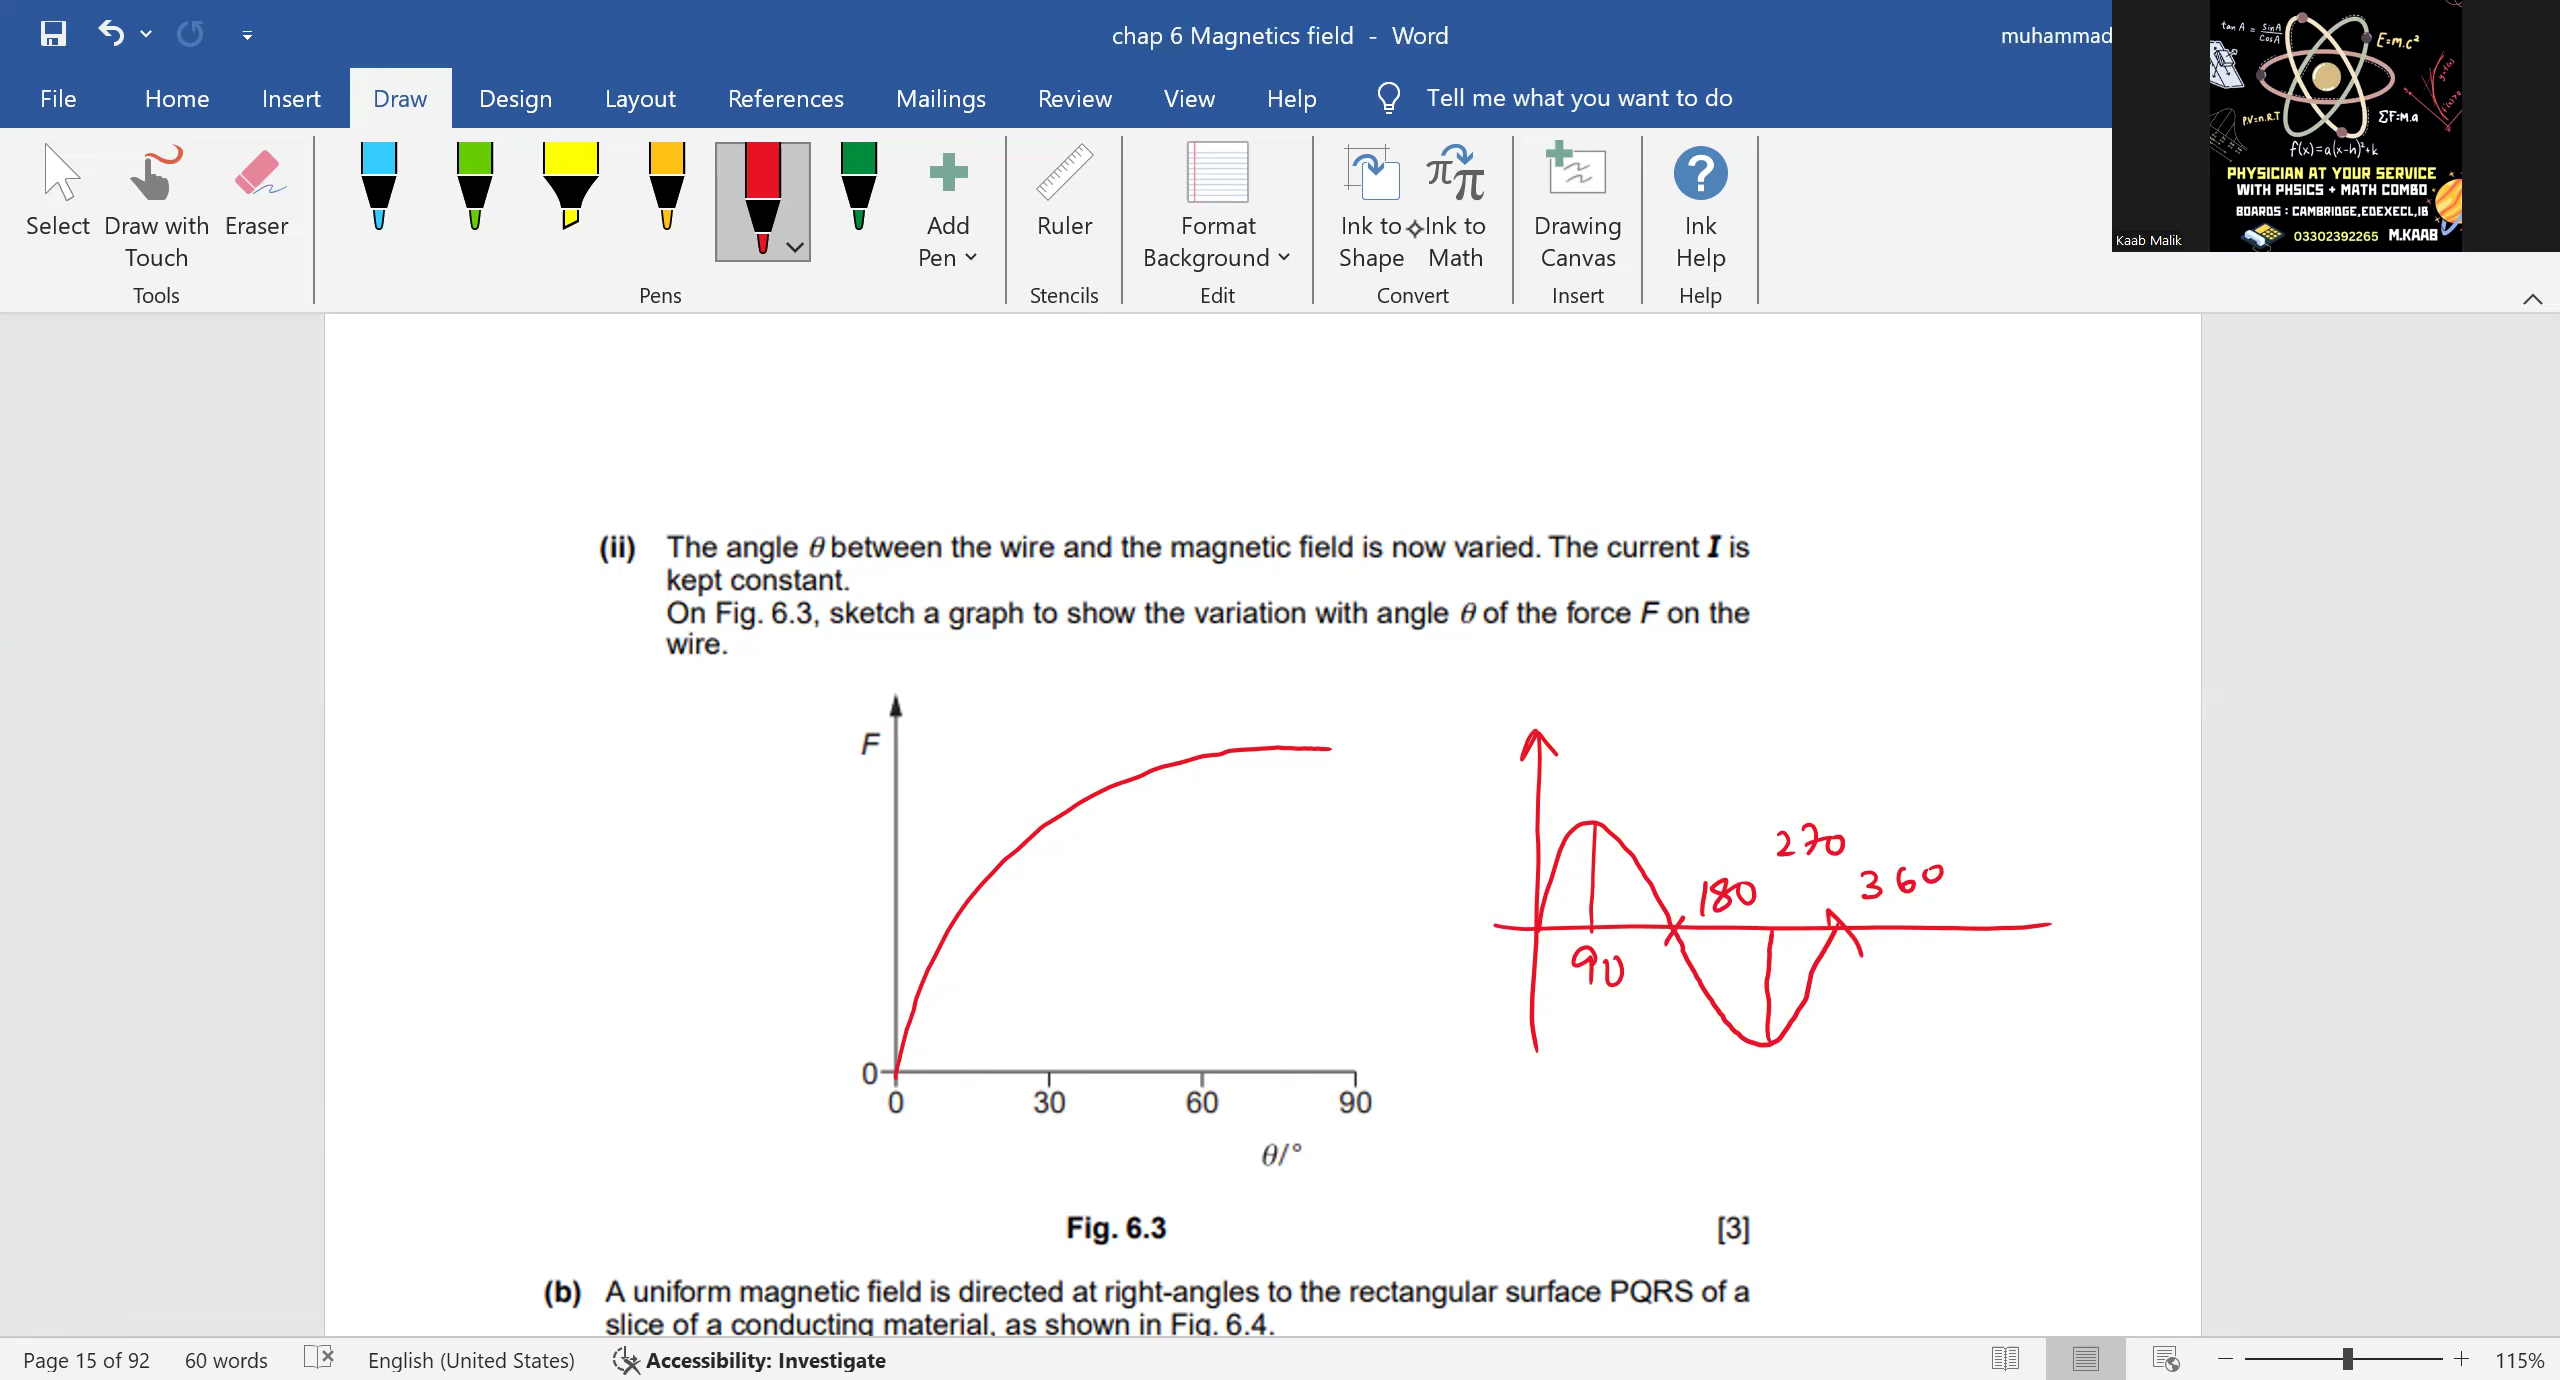 chap 6 Magnetics field - Word
muhammad
File Home Insert Draw Design Layout References Mailings Review View Help Tell me what you want to do
Select
Draw with Touch
Eraser
Add Pen
Ruler
Format Background
Ink to Shape
Ink to Math
Drawing Canvas
Ink Help
Tools
Pens
Stencils
Edit
Convert
Insert
Help
tan A = sinA/cosA
E=m.c²
P.V=n.R.T
ΣF=M.a
f(x)=a(x-h)²+k
PHYSICIAN AT YOUR SERVICE
WITH PHSICS + MATH COMBO
BOARDS : CAMBRIDGE,EDEXECL,IB
03302392265 M.KAAB
Kaab Malik
(ii) The angle θ between the wire and the magnetic field is now varied. The current I is
kept constant.
On Fig. 6.3, sketch a graph to show the variation with angle θ of the force F on the
wire.
F
0
0 30 60 90
θ/°
90
180
270
360
Fig. 6.3 [3]
(b) A uniform magnetic field is directed at right-angles to the rectangular surface PQRS of a
slice of a conducting material, as shown in Fig. 6.4.
Page 15 of 92 60 words English (United States) Accessibility: Investigate 115%